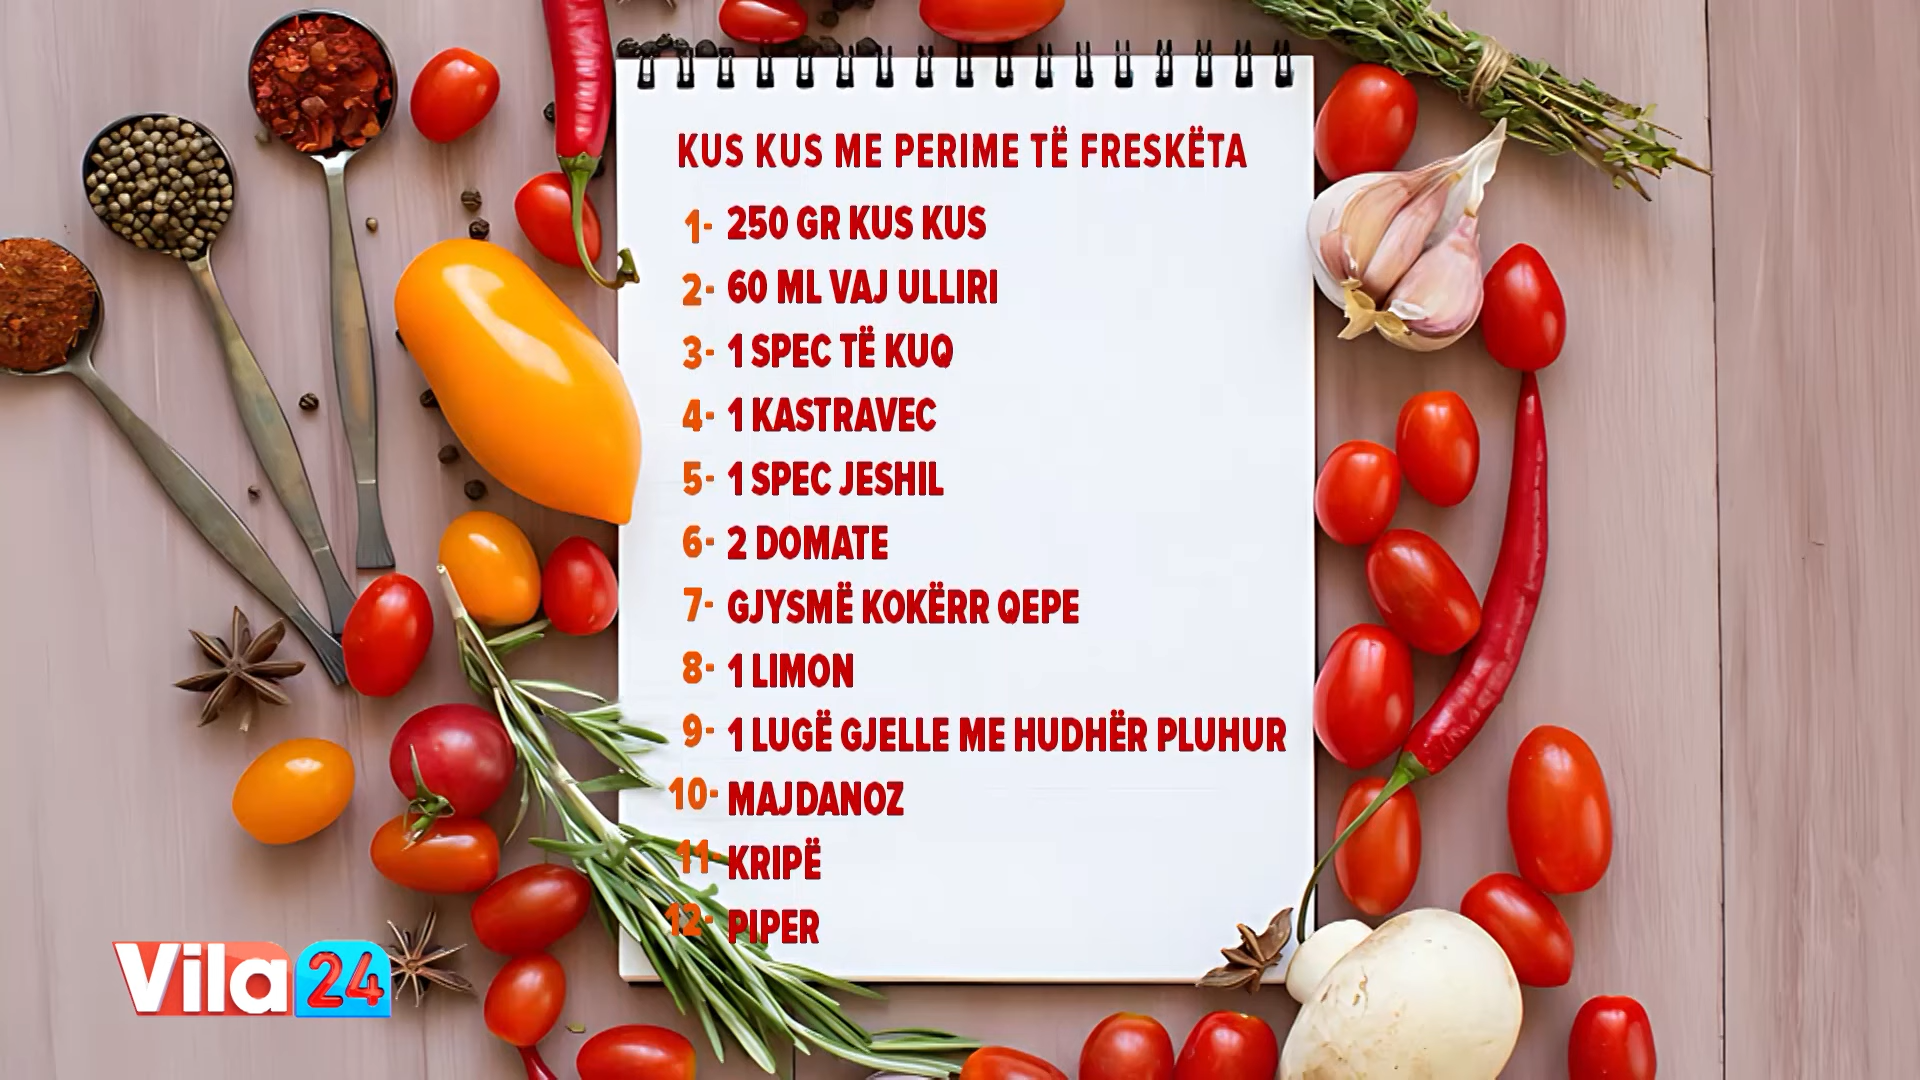 KUS KUS ME PERIME TË FRESKËTA
1- 250 GR KUS KUS
2- 60 ML VAJ ULLIRI
3- 1 SPEC TË KUQ
4- 1 KASTRAVEC
5- 1 SPEC JESHIL
6- 2 DOMATE
7- GJYSMË KOKËRR QEPE
8- 1 LIMON
9- 1 LUGË GJELLE ME HUDHËR PLUHUR
10- MAJDANOZ
11- KRIPË
12- PIPER
Vila 24